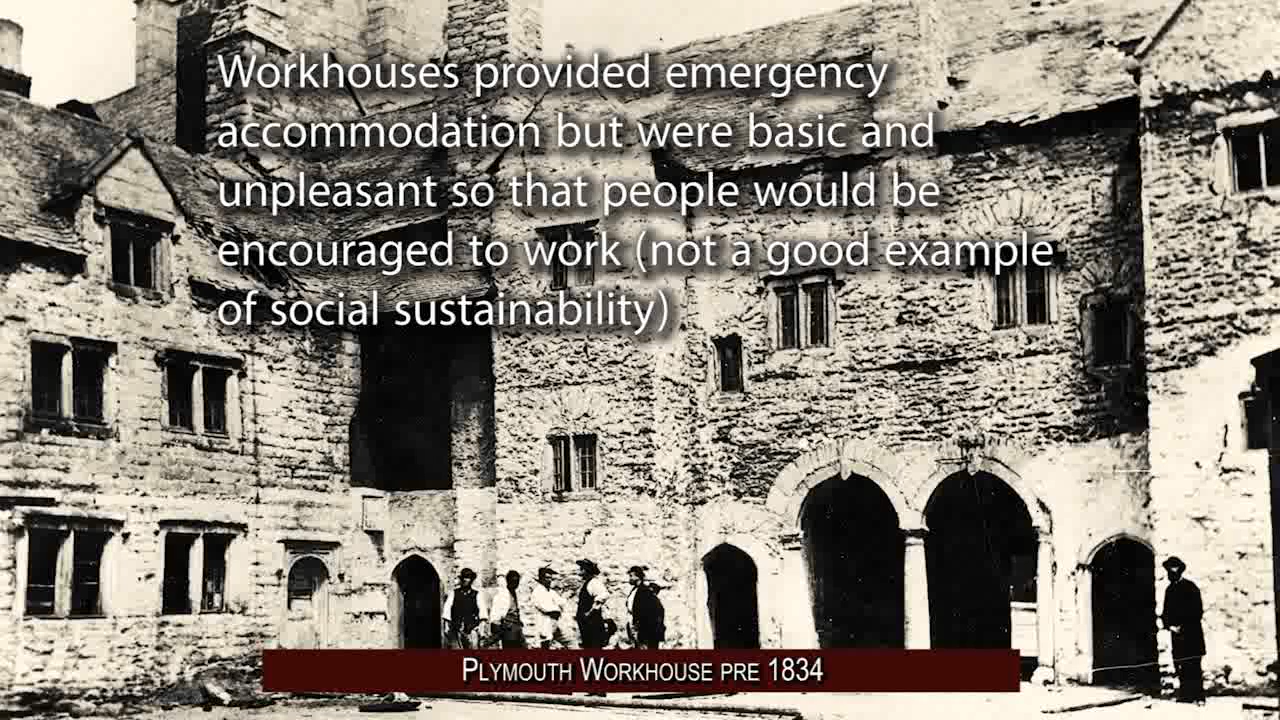 Workhouses provided emergency
accommodation but were basic and
unpleasant so that people would be
encouraged to work (not a good example
of social sustainability)
Plymouth Workhouse pre 1834